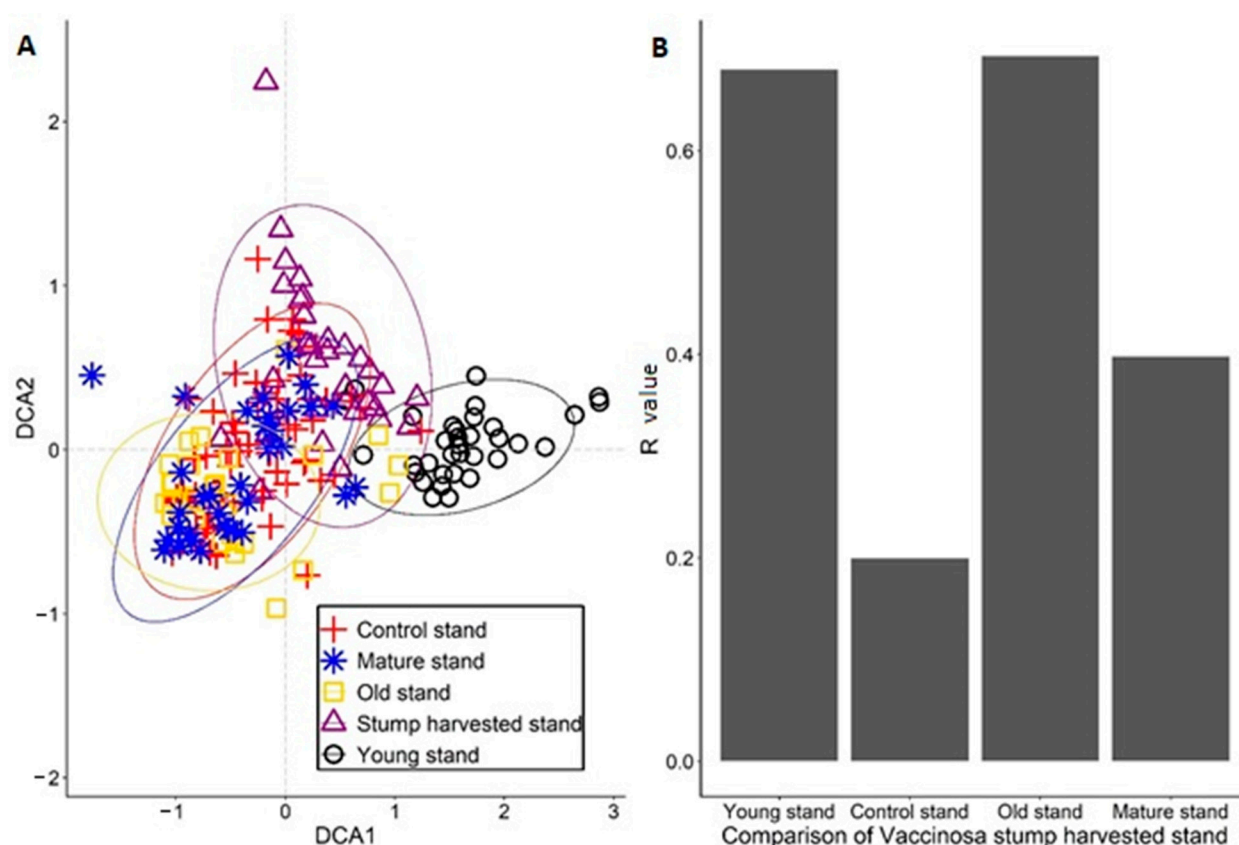 A
DCA2
2
1
0
−1
−2
−1
0
1
2
3
DCA1
Control stand
Mature stand
Old stand
Stump harvested stand
Young stand
B
R value
0.6
0.4
0.2
0.0
Young stand
Control stand
Old stand
Mature stand
Comparison of Vaccinosa stump harvested stand